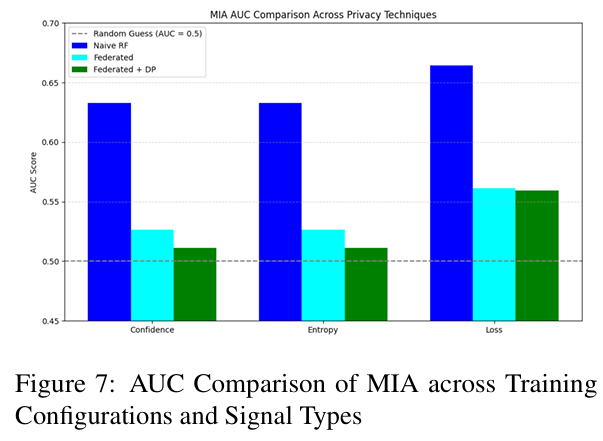 MIA AUC Comparison Across Privacy Techniques
0.70
Random Guess (AUC = 0.5)
Naive RF
Federated
Federated + DP
0.65
0.60
AUC Score
0.55
0.50
0.45
Confidence
Entropy
Loss
Figure 7: AUC Comparison of MIA across Training
Configurations and Signal Types